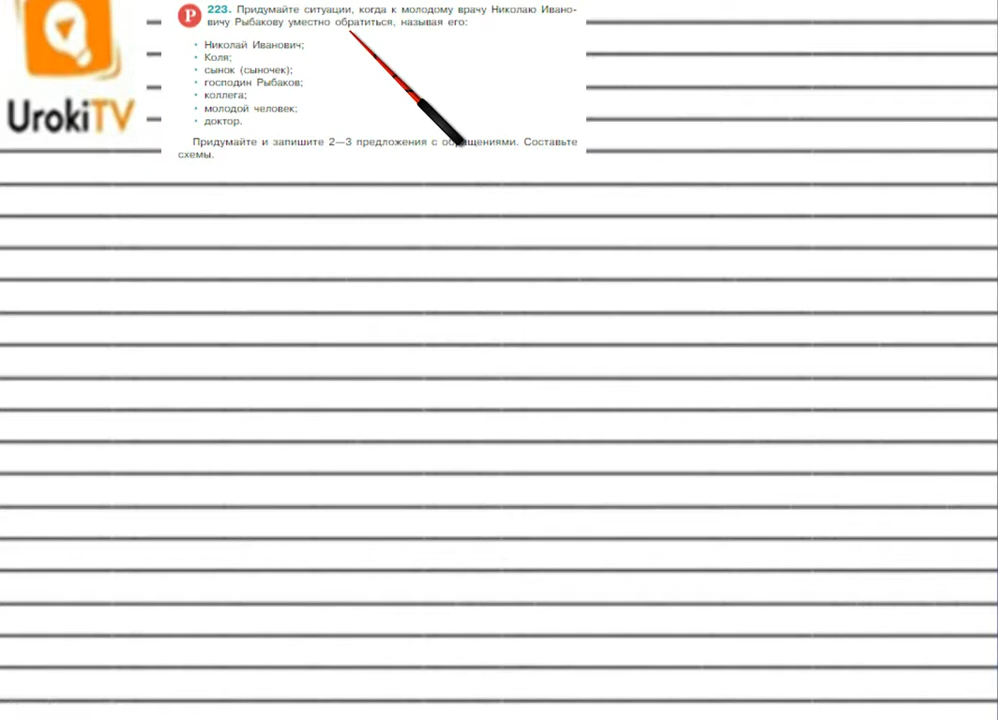 UrokiTV
Р 223. Придумайте ситуации, когда к молодому врачу Николаю Ивано-
вичу Рыбакову уместно обратиться, называя его:
• Николай Иванович;
• Коля;
• сынок (сыночек);
• господин Рыбаков;
• коллега;
• молодой человек;
• доктор.
Придумайте и запишите 2—3 предложения с обращениями. Составьте
схемы.